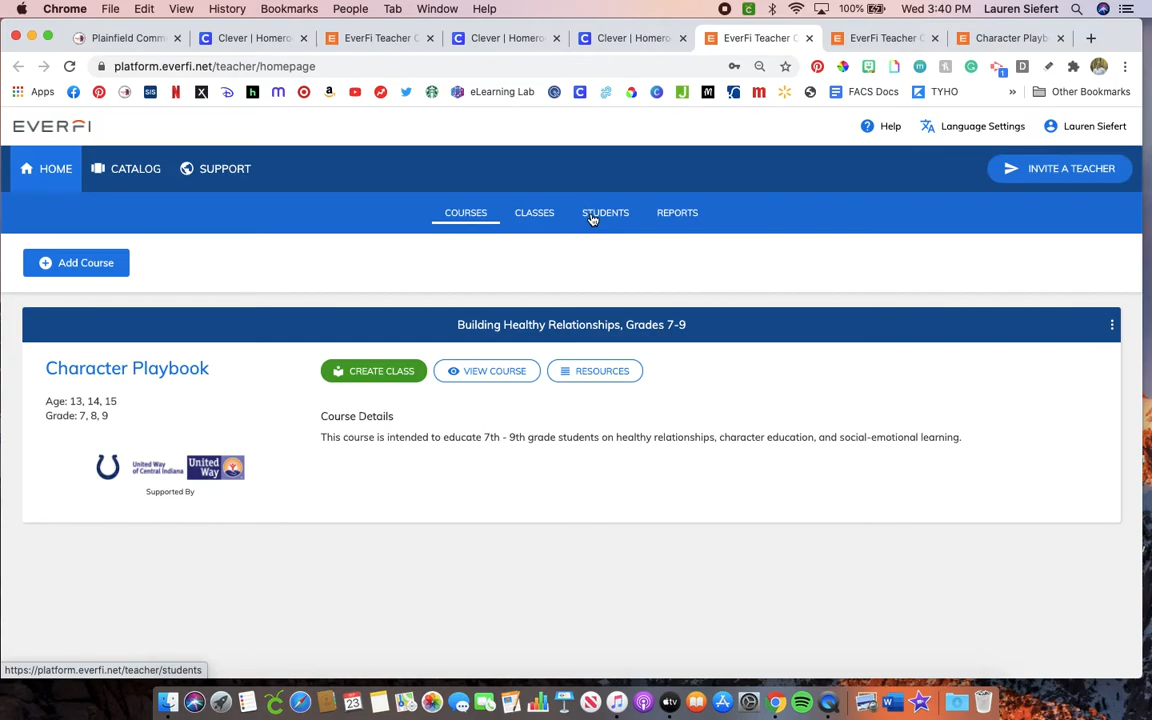 Chrome File Edit View History Bookmarks People Tab Window Help 100% Wed 3:40 PM Lauren Siefert
Plainfield Comm Clever | Homero EverFi Teacher C Clever | Homero Clever | Homero EverFi Teacher C EverFi Teacher C Character Playb
platform.everfi.net/teacher/homepage
Apps eLearning Lab FACS Docs TYHO » Other Bookmarks
EVERFI Help Language Settings Lauren Siefert
HOME CATALOG SUPPORT INVITE A TEACHER
COURSES CLASSES STUDENTS REPORTS
Add Course
Building Healthy Relationships, Grades 7-9
Character Playbook CREATE CLASS VIEW COURSE RESOURCES
Age: 13, 14, 15
Grade: 7, 8, 9
Course Details
This course is intended to educate 7th - 9th grade students on healthy relationships, character education, and social-emotional learning.
United Way of Central Indiana United Way
Supported By
https://platform.everfi.net/teacher/students